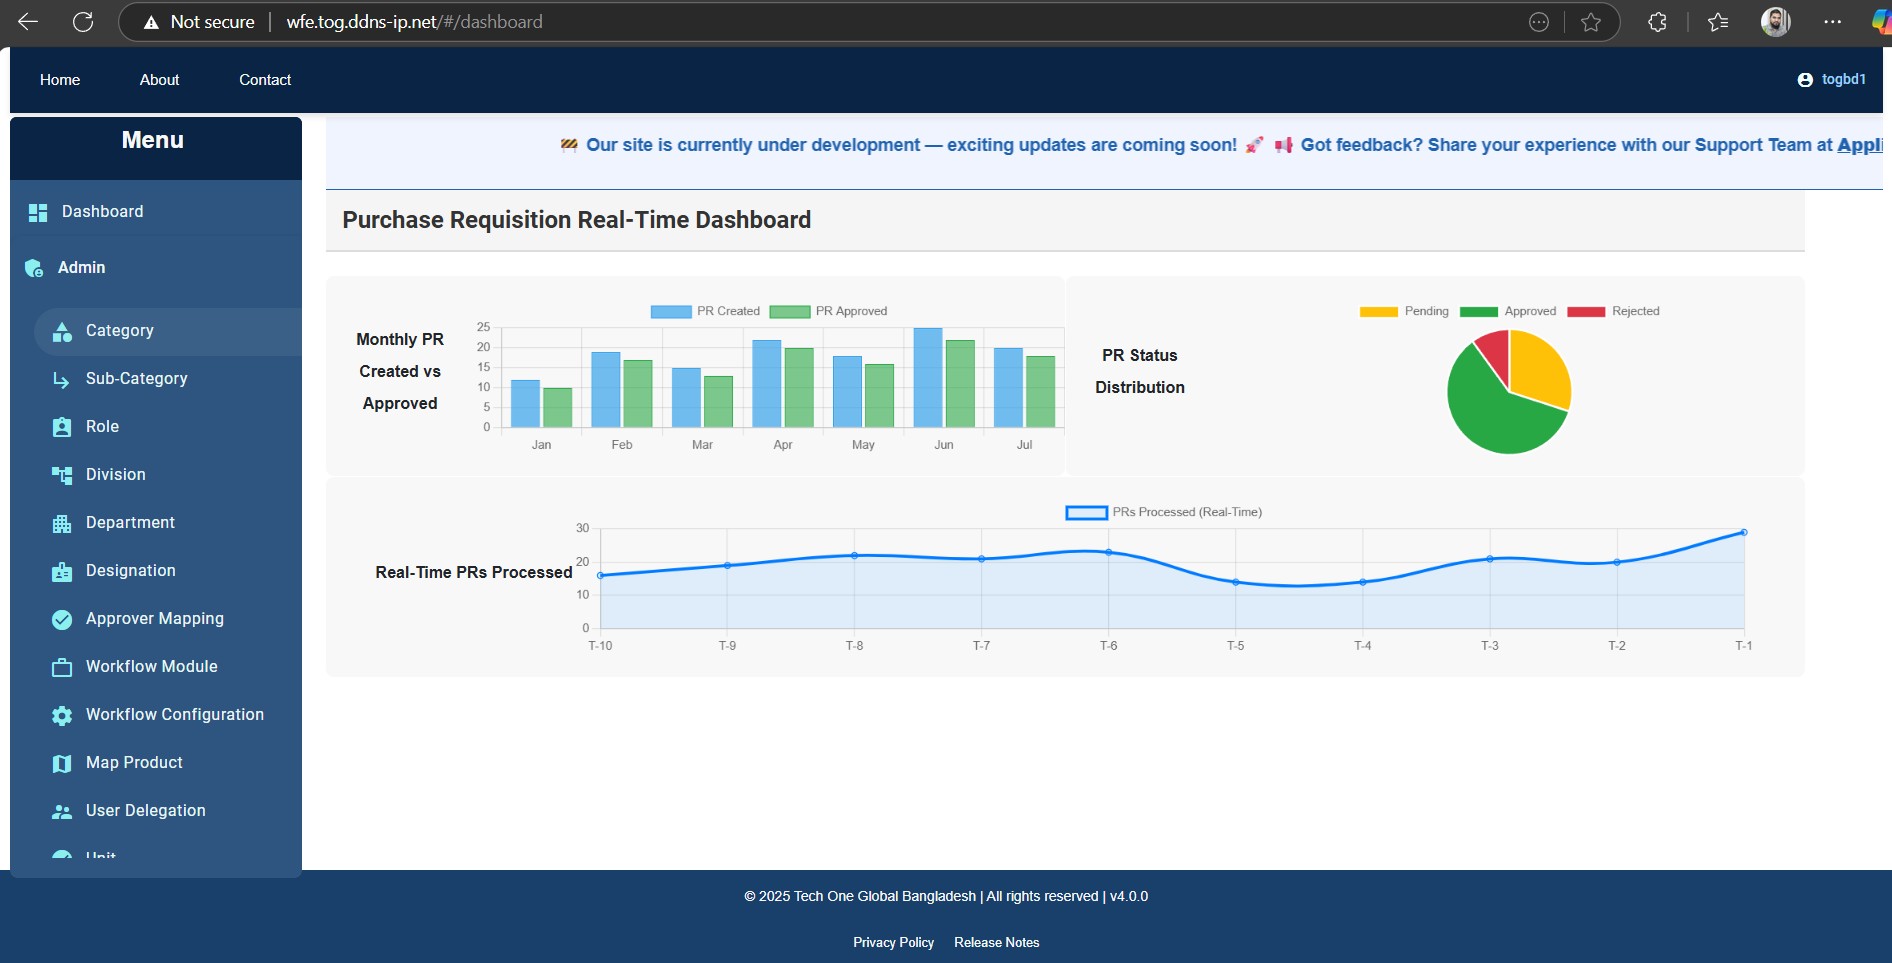 Not secure | wfe.tog.ddns-ip.net/#/dashboard
Home About Contact togbd1
Menu
🚧 Our site is currently under development — exciting updates are coming soon! 🚀 📢 Got feedback? Share your experience with our Support Team at Appli
Dashboard
Admin
Category
Sub-Category
Role
Division
Department
Designation
Approver Mapping
Workflow Module
Workflow Configuration
Map Product
User Delegation
Unit
Purchase Requisition Real-Time Dashboard
Monthly PR
Created vs
Approved
PR Created PR Approved
25
20
15
10
5
0
Jan Feb Mar Apr May Jun Jul
PR Status
Distribution
Pending Approved Rejected
Real-Time PRs Processed
PRs Processed (Real-Time)
30
20
10
0
T-10 T-9 T-8 T-7 T-6 T-5 T-4 T-3 T-2 T-1
© 2025 Tech One Global Bangladesh | All rights reserved | v4.0.0
Privacy Policy Release Notes